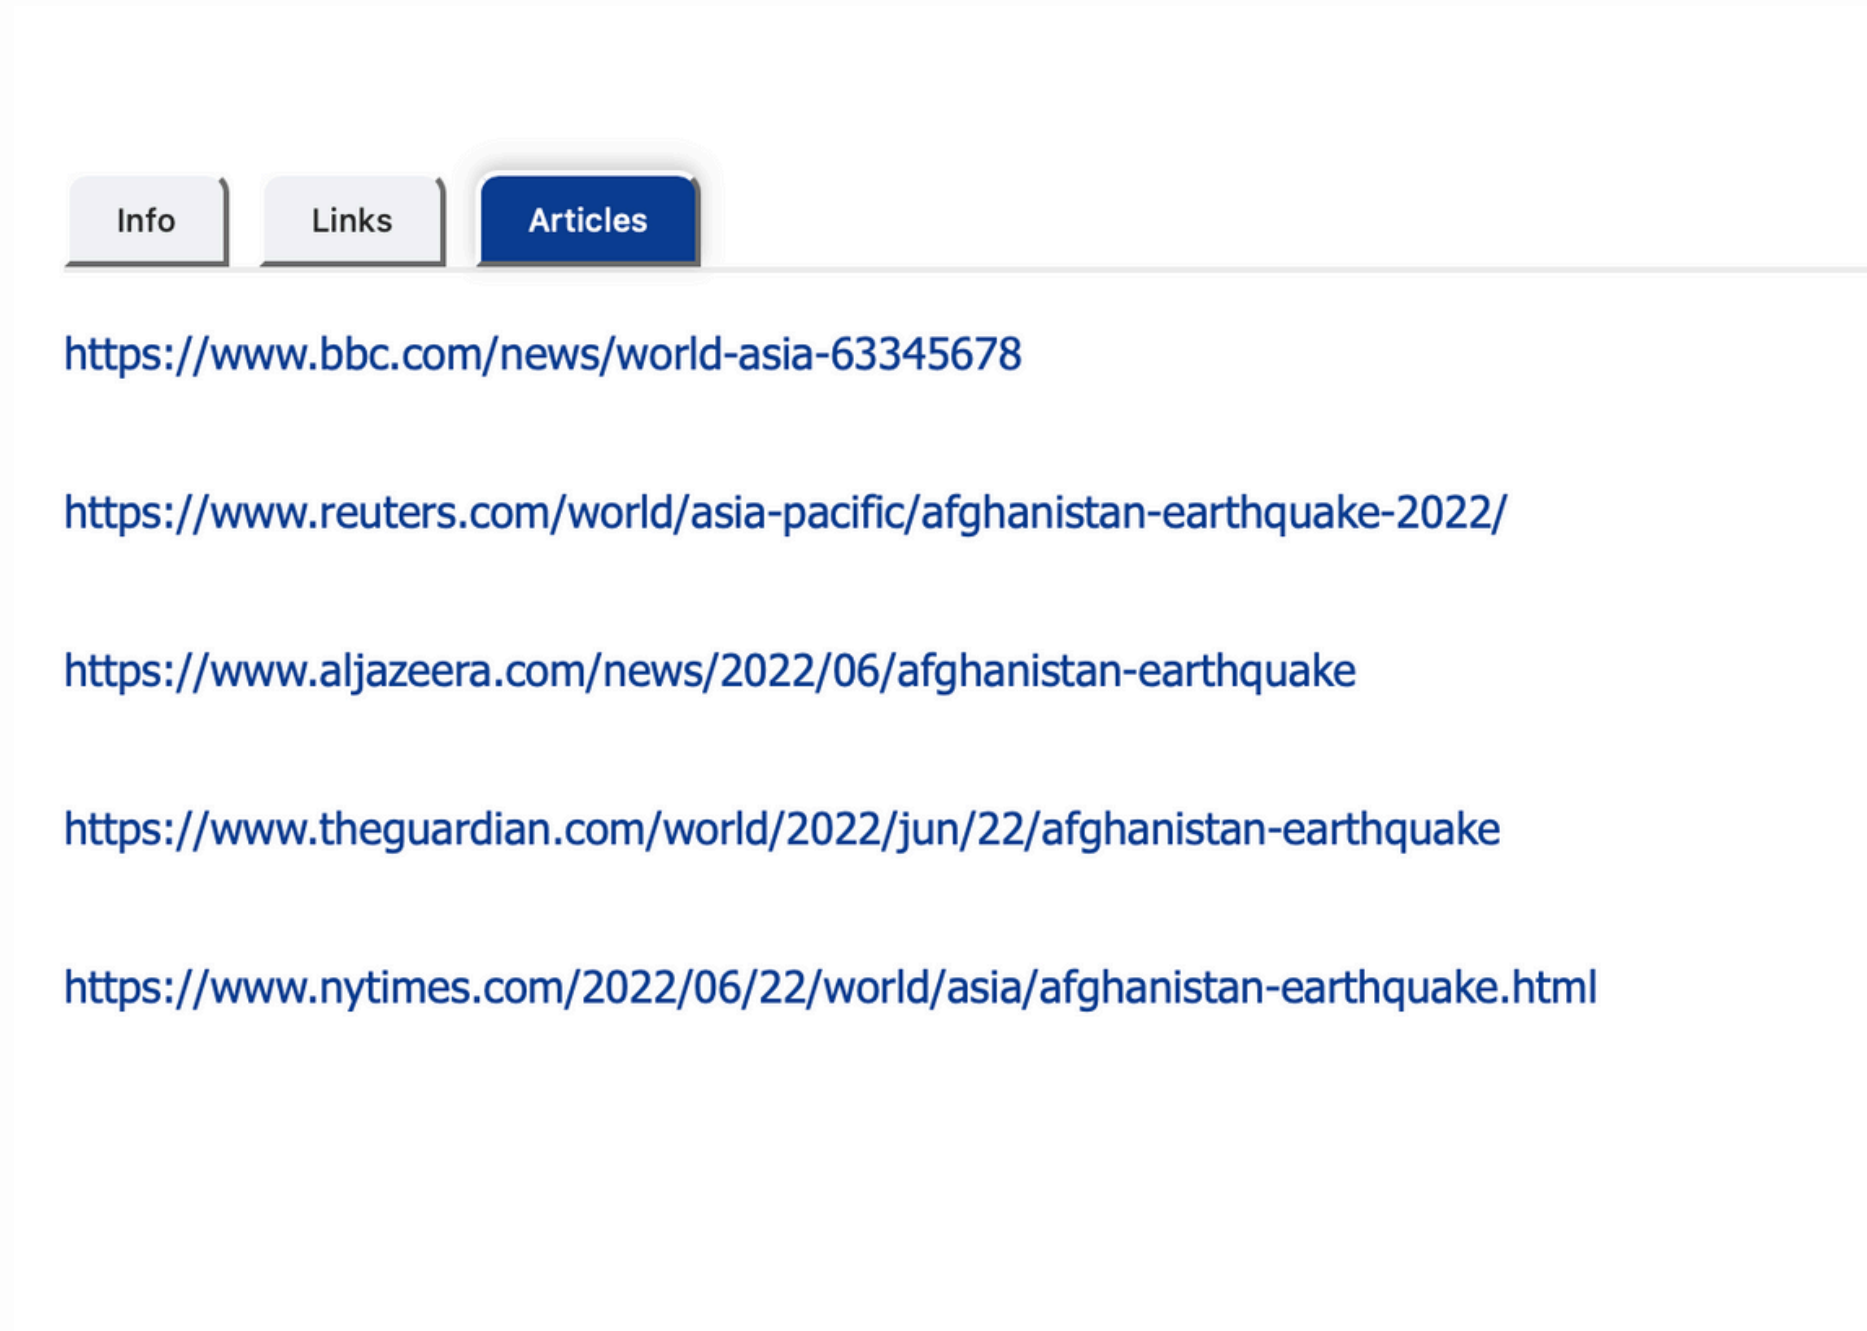 Info Links Articles
https://www.bbc.com/news/world-asia-63345678
https://www.reuters.com/world/asia-pacific/afghanistan-earthquake-2022/
https://www.aljazeera.com/news/2022/06/afghanistan-earthquake
https://www.theguardian.com/world/2022/jun/22/afghanistan-earthquake
https://www.nytimes.com/2022/06/22/world/asia/afghanistan-earthquake.html